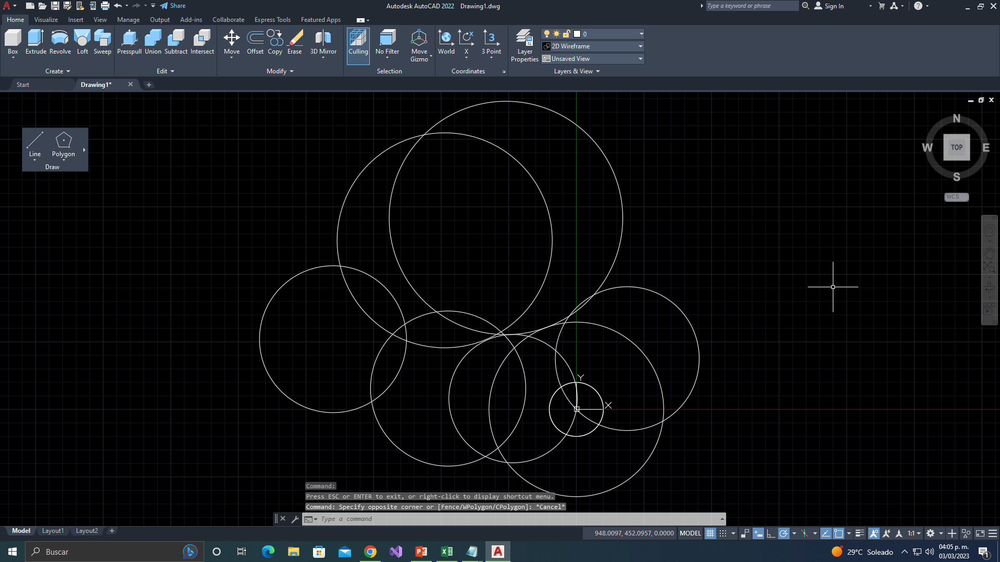 Share
Autodesk AutoCAD 2022 Drawing1.dwg
Type a keyword or phrase
Sign In
Home Visualize Insert View Manage Output Add-ins Collaborate Express Tools Featured Apps
Box Extrude Revolve Loft Sweep
Presspull Union Subtract Intersect
Move Offset Copy Erase 3D Mirror
Culling No Filter Move Gizmo
World X 3 Point
Layer Properties
0
2D Wireframe
Unsaved View
Create Edit Modify Selection Coordinates Layers & View
Start Drawing1*
Line Polygon
Draw
N
W TOP E
S
WCS
Y
X
Command:
Press ESC or ENTER to exit, or right-click to display shortcut menu.
Command: Specify opposite corner or [Fence/WPolygon/CPolygon]: *Cancel*
Type a command
Model Layout1 Layout2
948.0097, 452.0957, 0.0000 MODEL 1:1
Buscar
29°C Soleado
04:05 p. m.
03/03/2023
1